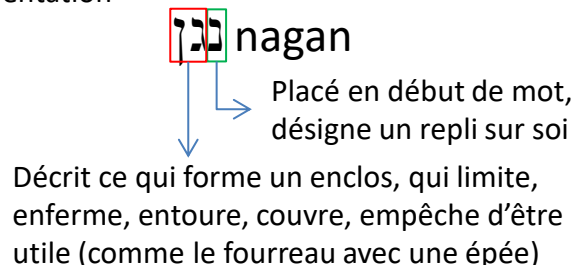 entation
נגן nagan
Placé en début de mot,
désigne un repli sur soi
Décrit ce qui forme un enclos, qui limite,
enferme, entoure, couvre, empêche d’être
utile (comme le fourreau avec une épée)